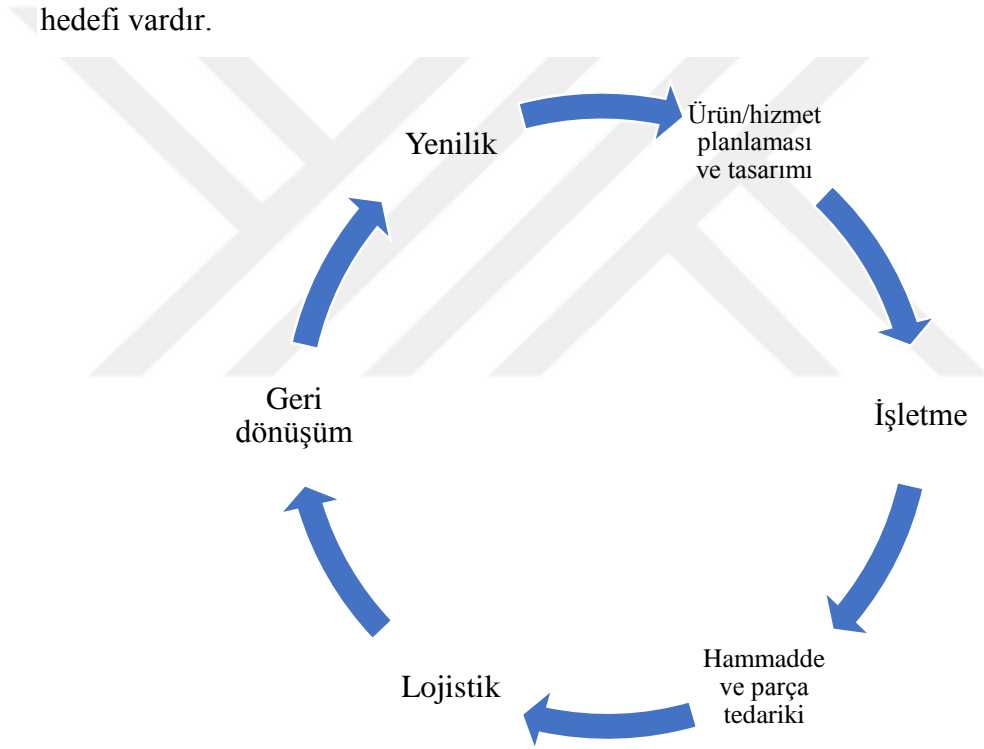 hedefi vardır.
Yenilik
Ürün/hizmet
planlaması
ve tasarımı
İşletme
Hammadde
ve parça
tedariki
Lojistik
Geri
dönüşüm